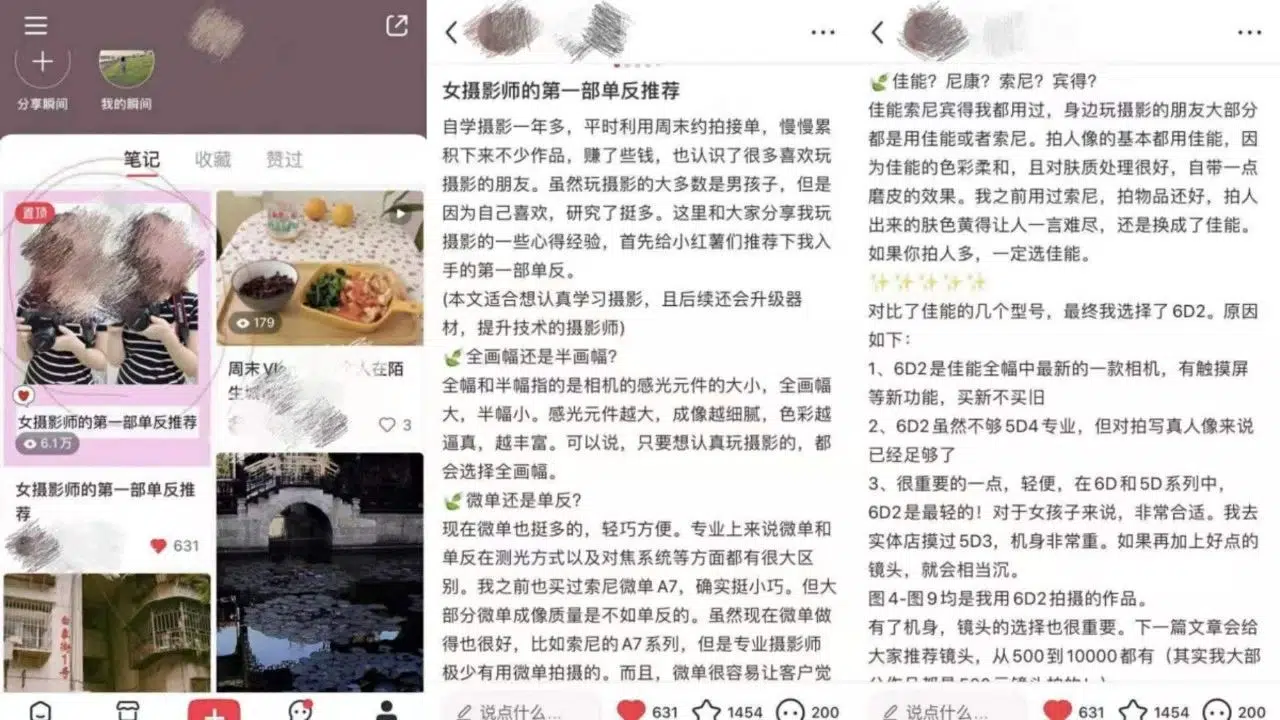 分享瞬间
我的瞬间
笔记
收藏
赞过
置顶
女摄影师的第一部单反推荐
6.1万
女摄影师的第一部单反推
荐
631
179
周末
人在陌
生城
3
白象街1号
女摄影师的第一部单反推荐
自学摄影一年多，平时利用周末约拍接单，慢慢累
积下来不少作品，赚了些钱，也认识了很多喜欢玩
摄影的朋友。虽然玩摄影的大多数是男孩子，但是
因为自己喜欢，研究了挺多。这里和大家分享我玩
摄影的一些心得经验，首先给小红薯们推荐下我入
手的第一部单反。
(本文适合想认真学习摄影，且后续还会升级器
材，提升技术的摄影师)
🌿全画幅还是半画幅？
全幅和半幅指的是相机的感光元件的大小，全画幅
大，半幅小。感光元件越大，成像越细腻，色彩越
逼真，越丰富。可以说，只要想认真玩摄影的，都
会选择全画幅。
🌿微单还是单反？
现在微单也挺多的，轻巧方便。专业上来说微单和
单反在测光方式以及对焦系统等方面都有很大区
别。我之前也买过索尼微单A7，确实挺小巧。但大
部分微单成像质量是不如单反的。虽然现在微单做
得也很好，比如索尼的A7系列，但是专业摄影师
极少有用微单拍摄的。而且，微单很容易让客户觉
说点什么...
631
1454
200
🌿佳能？尼康？索尼？宾得？
佳能索尼宾得我都用过，身边玩摄影的朋友大部分
都是用佳能或者索尼。拍人像的基本都用佳能，因
为佳能的色彩柔和，且对肤质处理很好，自带一点
磨皮的效果。我之前用过索尼，拍物品还好，拍人
出来的肤色黄得让人一言难尽，还是换成了佳能。
如果你拍人多，一定选佳能。
✨✨✨✨✨
对比了佳能的几个型号，最终我选择了6D2。原因
如下：
1、6D2是佳能全幅中最新的一款相机，有触摸屏
等新功能，买新不买旧
2、6D2虽然不够5D4专业，但对拍写真人像来说
已经足够了
3、很重要的一点，轻便，在6D和5D系列中，
6D2是最轻的！对于女孩子来说，非常合适。我去
实体店摸过5D3，机身非常重。如果再加上好点的
镜头，就会相当沉。
图4-图9均是我用6D2拍摄的作品。
有了机身，镜头的选择也很重要。下一篇文章会给
大家推荐镜头，从500到10000都有（其实我大部
说点什么...
631
1454
200